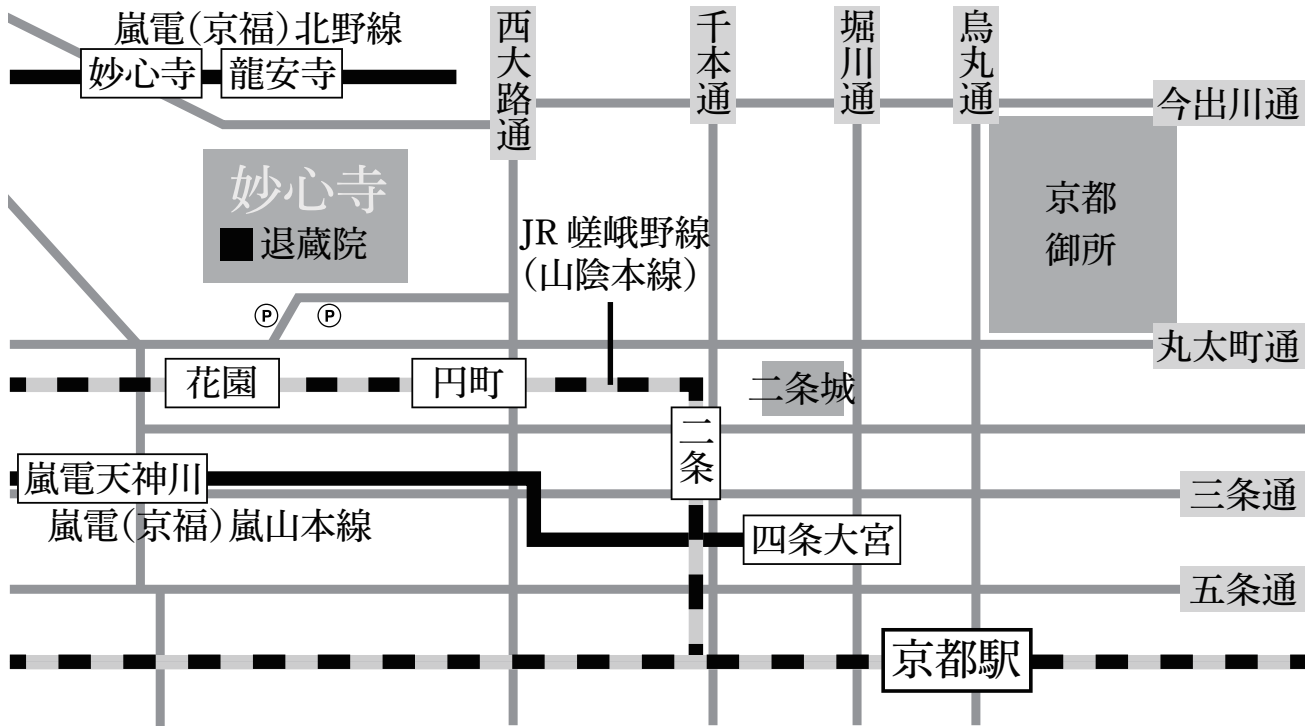 嵐電(京福)北野線
妙心寺
龍安寺
西大路通
千本通
堀川通
烏丸通
今出川通
妙心寺
退蔵院
JR 嵯峨野線
(山陰本線)
京都
御所
P
P
丸太町通
花園
円町
二条城
二条
嵐電天神川
三条通
嵐電(京福)嵐山本線
四条大宮
五条通
京都駅